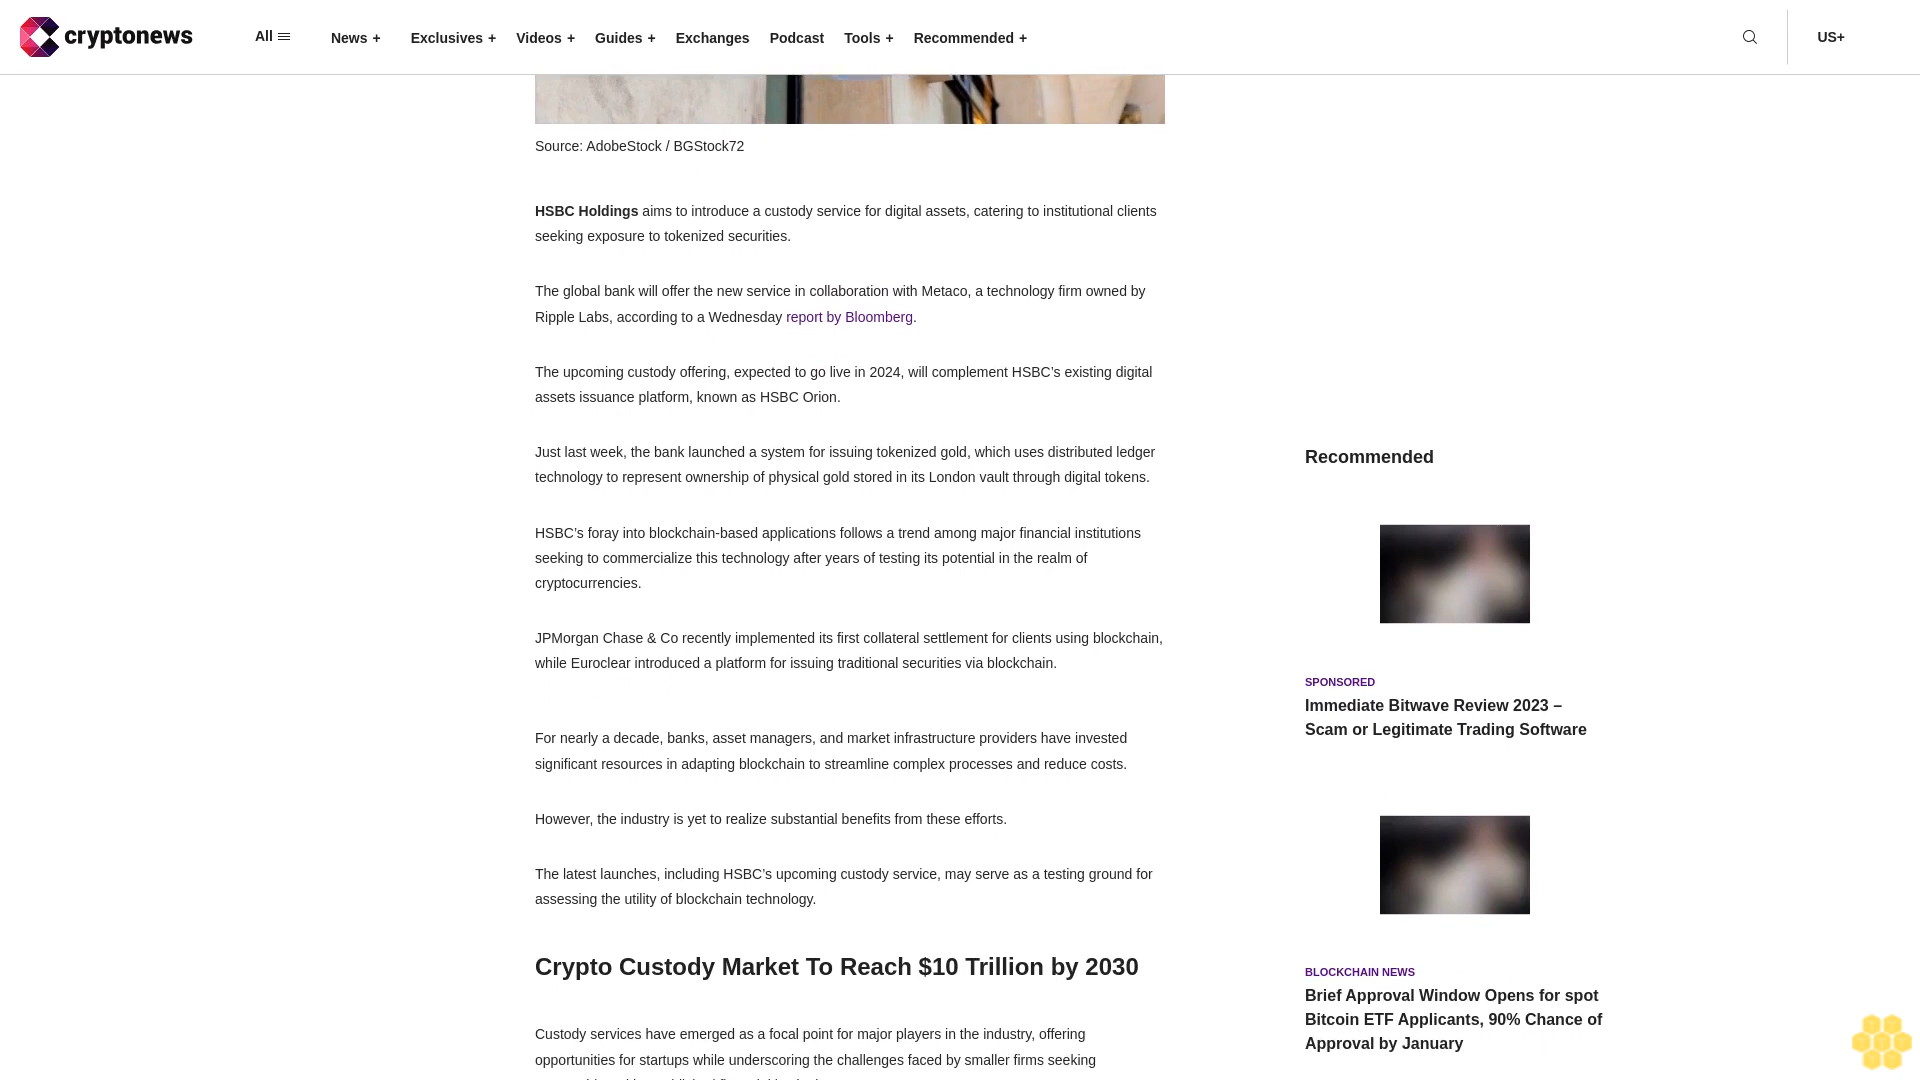 cryptonews
All
News +
Exclusives +
Videos +
Guides +
Exchanges
Podcast
Tools +
Recommended +
US+
Source: AdobeStock / BGStock72
HSBC Holdings aims to introduce a custody service for digital assets, catering to institutional clients
seeking exposure to tokenized securities.
The global bank will offer the new service in collaboration with Metaco, a technology firm owned by
Ripple Labs, according to a Wednesday report by Bloomberg.
The upcoming custody offering, expected to go live in 2024, will complement HSBC’s existing digital
assets issuance platform, known as HSBC Orion.
Just last week, the bank launched a system for issuing tokenized gold, which uses distributed ledger
technology to represent ownership of physical gold stored in its London vault through digital tokens.
HSBC’s foray into blockchain-based applications follows a trend among major financial institutions
seeking to commercialize this technology after years of testing its potential in the realm of
cryptocurrencies.
JPMorgan Chase & Co recently implemented its first collateral settlement for clients using blockchain,
while Euroclear introduced a platform for issuing traditional securities via blockchain.
For nearly a decade, banks, asset managers, and market infrastructure providers have invested
significant resources in adapting blockchain to streamline complex processes and reduce costs.
However, the industry is yet to realize substantial benefits from these efforts.
The latest launches, including HSBC’s upcoming custody service, may serve as a testing ground for
assessing the utility of blockchain technology.
Crypto Custody Market To Reach $10 Trillion by 2030
Custody services have emerged as a focal point for major players in the industry, offering
opportunities for startups while underscoring the challenges faced by smaller firms seeking
Recommended
SPONSORED
Immediate Bitwave Review 2023 –
Scam or Legitimate Trading Software
BLOCKCHAIN NEWS
Brief Approval Window Opens for spot
Bitcoin ETF Applicants, 90% Chance of
Approval by January